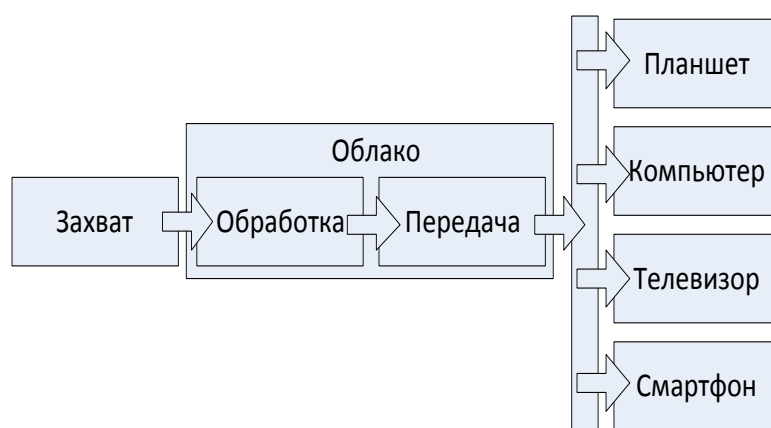 Захват
Облако
Обработка
Передача
Планшет
Компьютер
Телевизор
Смартфон